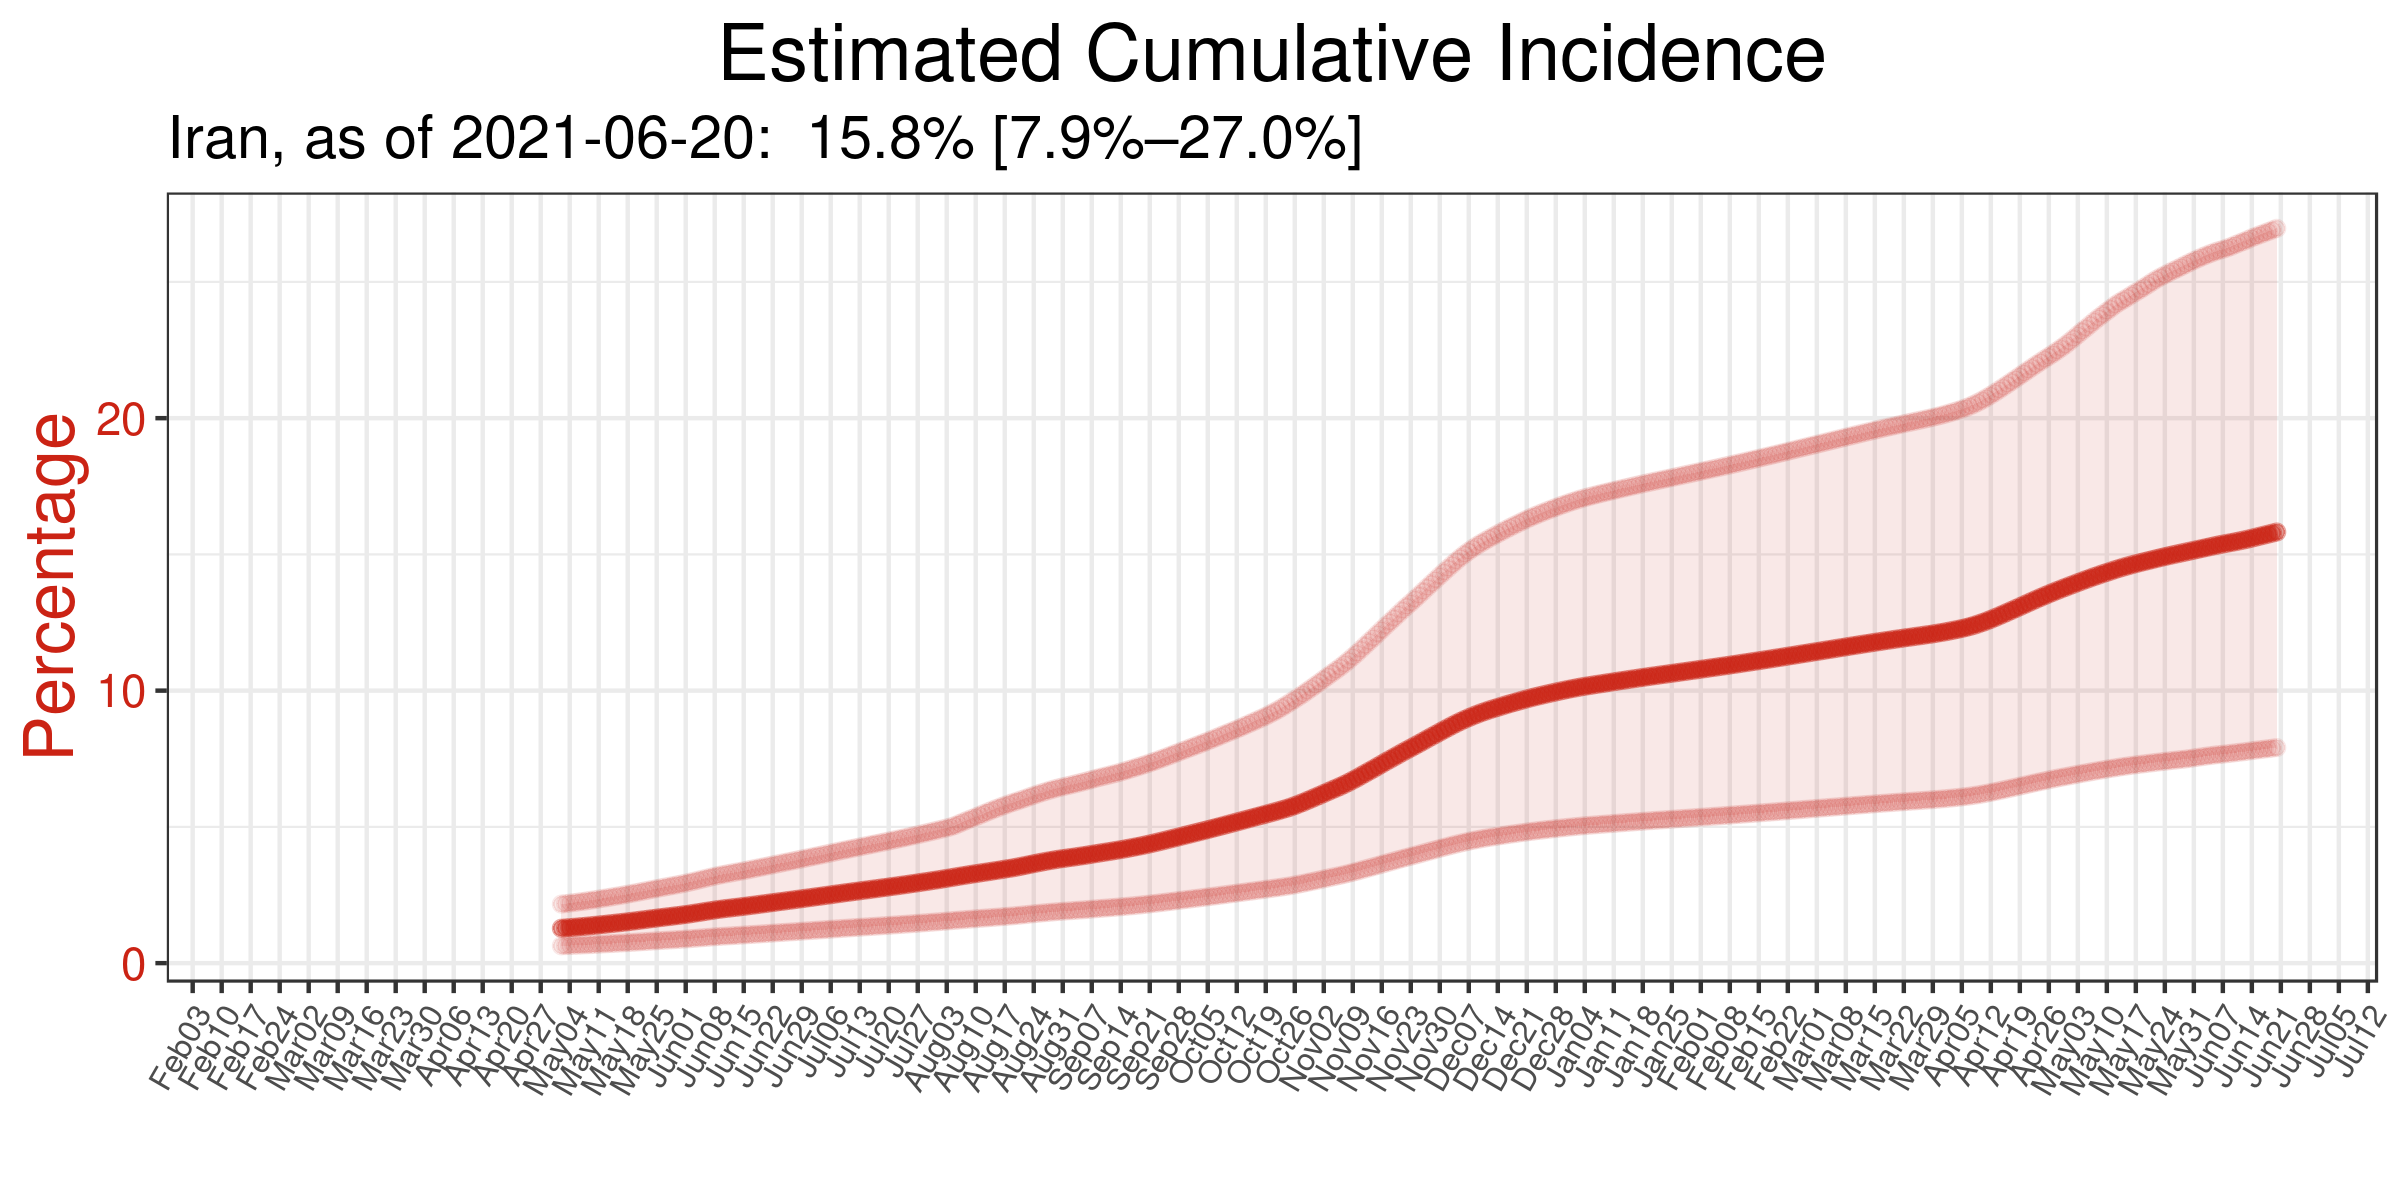 Estimated Cumulative Incidence
Iran, as of 2021-06-20:  15.8% [7.9%–27.0%]
Percentage
20
10
0
Feb03
Feb10
Feb17
Feb24
Mar02
Mar09
Mar16
Mar23
Mar30
Apr06
Apr13
Apr20
Apr27
May04
May11
May18
May25
Jun01
Jun08
Jun15
Jun22
Jun29
Jul06
Jul13
Jul20
Jul27
Aug03
Aug10
Aug17
Aug24
Aug31
Sep07
Sep14
Sep21
Sep28
Oct05
Oct12
Oct19
Oct26
Nov02
Nov09
Nov16
Nov23
Nov30
Dec07
Dec14
Dec21
Dec28
Jan04
Jan11
Jan18
Jan25
Feb01
Feb08
Feb15
Feb22
Mar01
Mar08
Mar15
Mar22
Mar29
Apr05
Apr12
Apr19
Apr26
May03
May10
May17
May24
May31
Jun07
Jun14
Jun21
Jun28
Jul05
Jul12